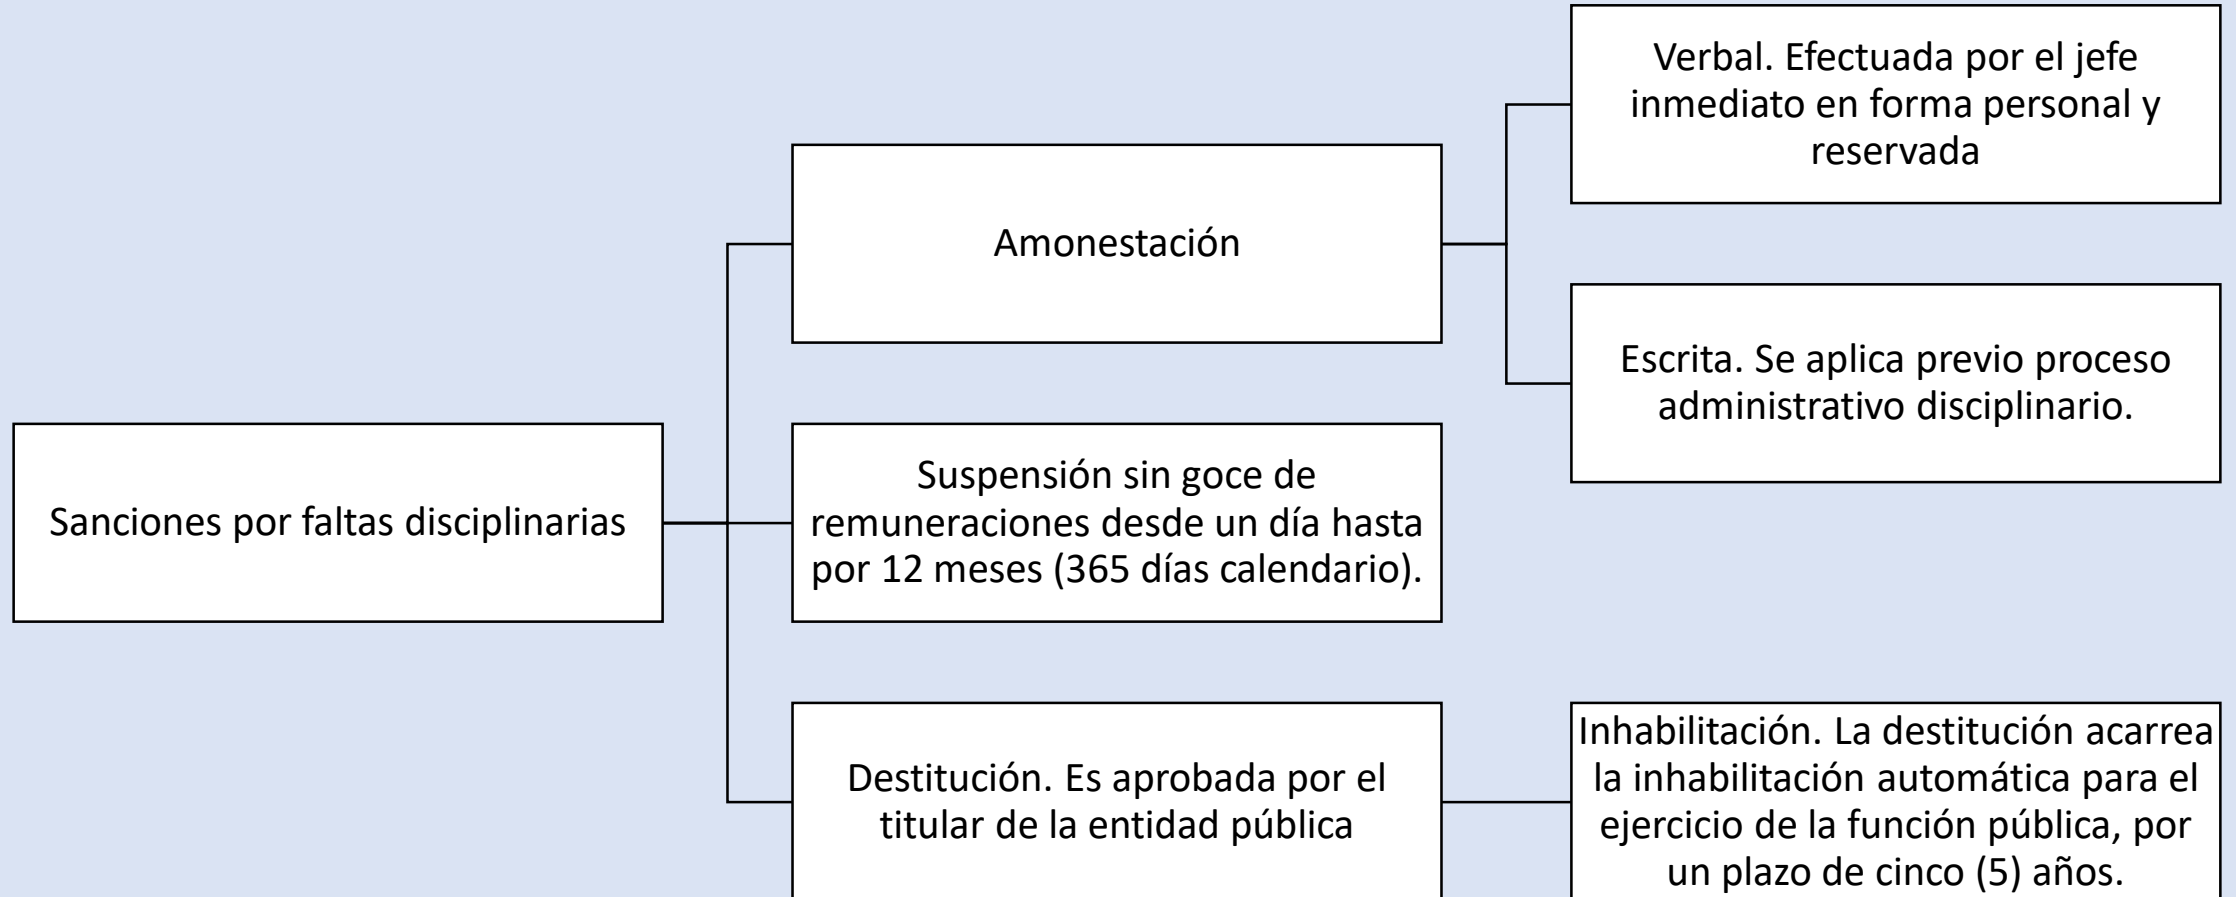 Sanciones por faltas disciplinarias
Amonestación
Verbal. Efectuada por el jefe
inmediato en forma personal y
reservada
Escrita. Se aplica previo proceso
administrativo disciplinario.
Suspensión sin goce de
remuneraciones desde un día hasta
por 12 meses (365 días calendario).
Destitución. Es aprobada por el
titular de la entidad pública
Inhabilitación. La destitución acarrea
la inhabilitación automática para el
ejercicio de la función pública, por
un plazo de cinco (5) años.